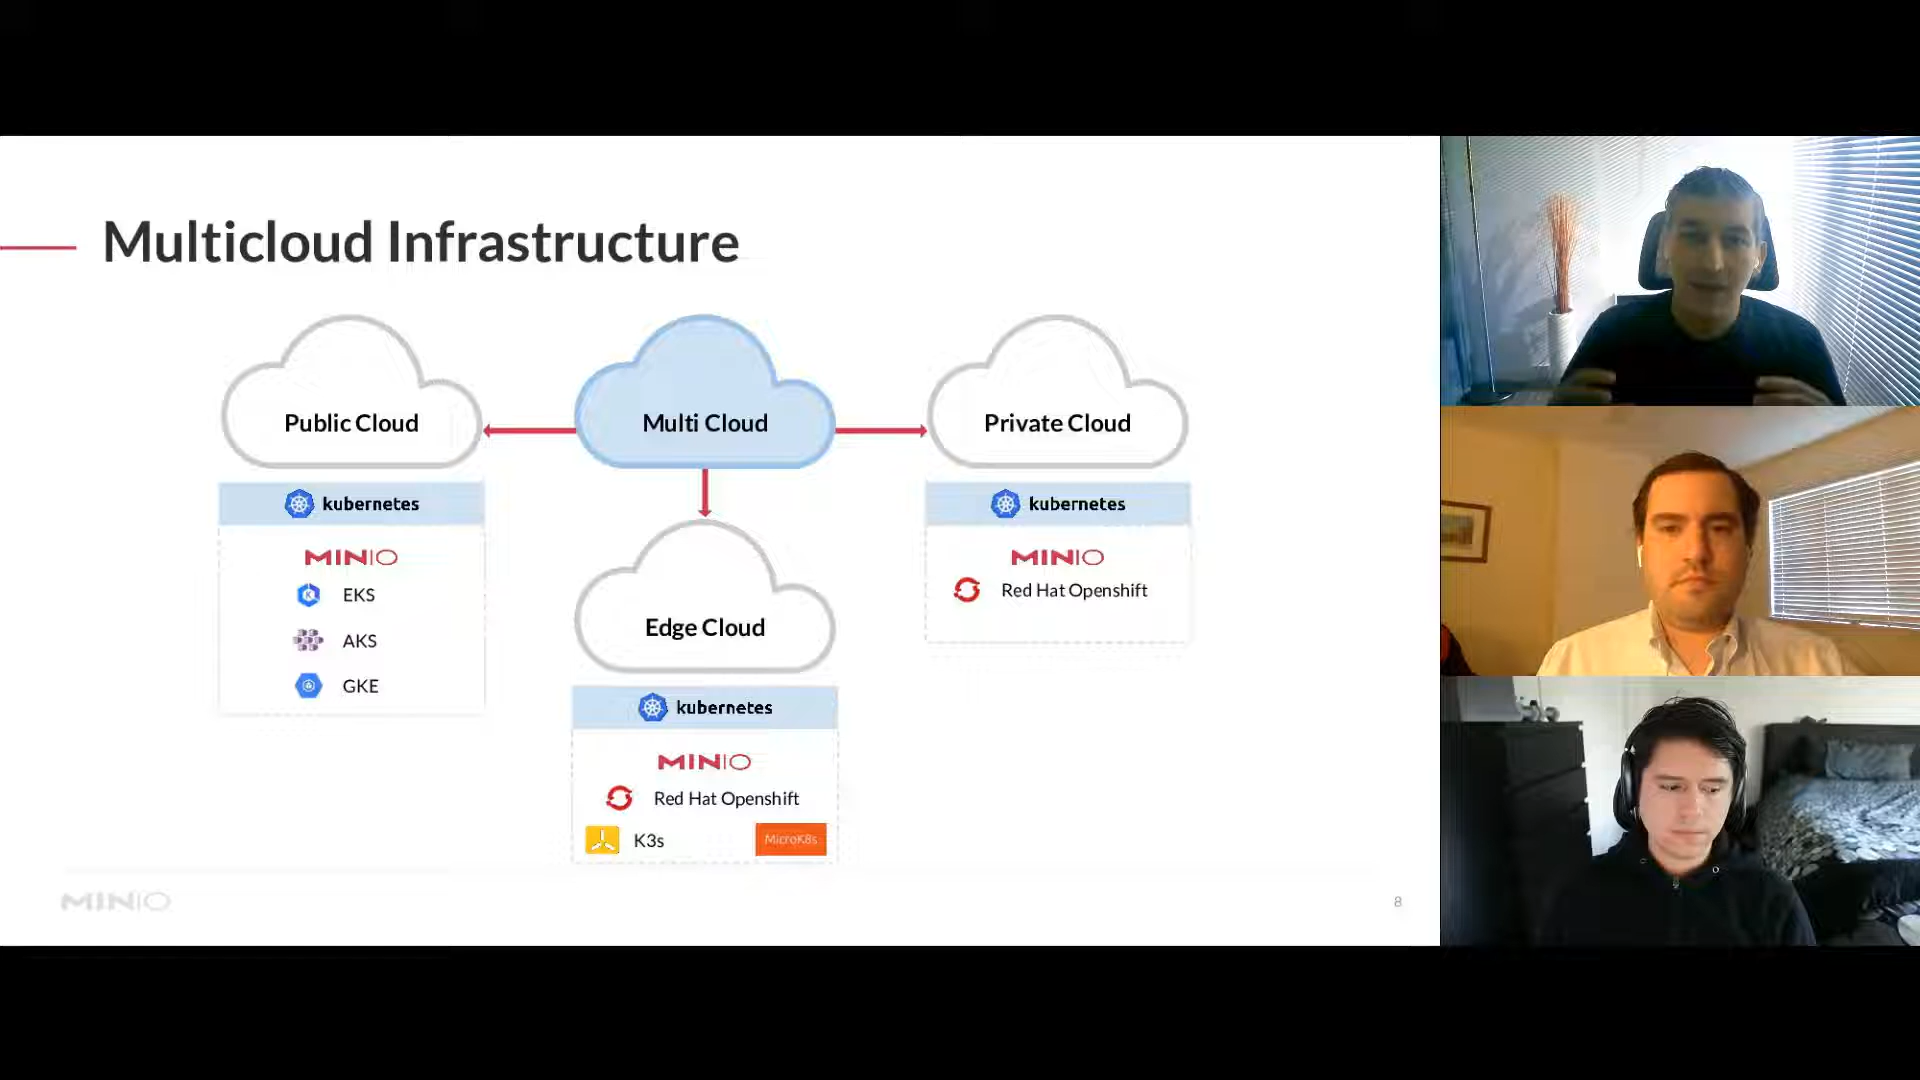 Multicloud Infrastructure
Public Cloud
Multi Cloud
Private Cloud
kubernetes
MINIO
EKS
AKS
GKE
Edge Cloud
kubernetes
MINIO
Red Hat Openshift
K3s
MicroK8s
kubernetes
MINIO
Red Hat Openshift
MINIO
8